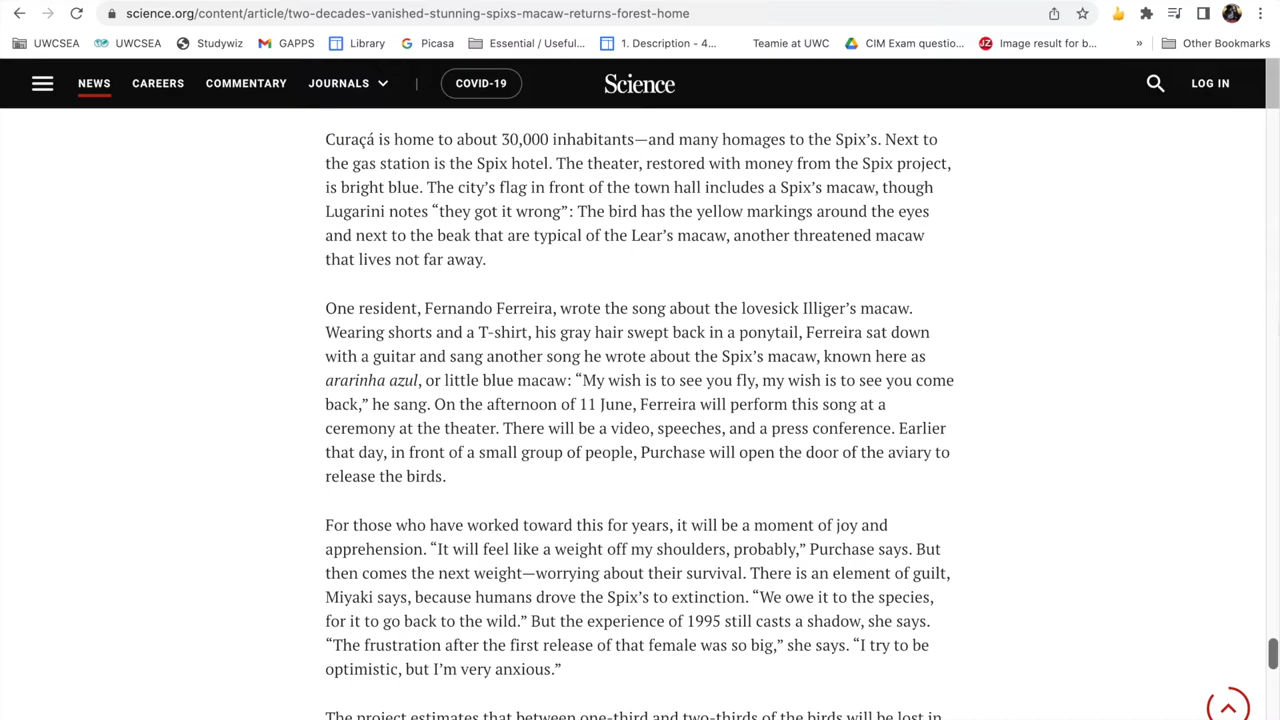 science.org/content/article/two-decades-vanished-stunning-spixs-macaw-returns-forest-home
UWCSEA UWCSEA Studywiz GAPPS Library Picasa Essential / Useful... 1. Description - 4... Teamie at UWC CIM Exam questio... Image result for b... » Other Bookmarks
NEWS CAREERS COMMENTARY JOURNALS | COVID-19 Science LOG IN
Curaçá is home to about 30,000 inhabitants—and many homages to the Spix’s. Next to
the gas station is the Spix hotel. The theater, restored with money from the Spix project,
is bright blue. The city’s flag in front of the town hall includes a Spix’s macaw, though
Lugarini notes “they got it wrong”: The bird has the yellow markings around the eyes
and next to the beak that are typical of the Lear’s macaw, another threatened macaw
that lives not far away.
One resident, Fernando Ferreira, wrote the song about the lovesick Illiger’s macaw.
Wearing shorts and a T-shirt, his gray hair swept back in a ponytail, Ferreira sat down
with a guitar and sang another song he wrote about the Spix’s macaw, known here as
ararinha azul, or little blue macaw: “My wish is to see you fly, my wish is to see you come
back,” he sang. On the afternoon of 11 June, Ferreira will perform this song at a
ceremony at the theater. There will be a video, speeches, and a press conference. Earlier
that day, in front of a small group of people, Purchase will open the door of the aviary to
release the birds.
For those who have worked toward this for years, it will be a moment of joy and
apprehension. “It will feel like a weight off my shoulders, probably,” Purchase says. But
then comes the next weight—worrying about their survival. There is an element of guilt,
Miyaki says, because humans drove the Spix’s to extinction. “We owe it to the species,
for it to go back to the wild.” But the experience of 1995 still casts a shadow, she says.
“The frustration after the first release of that female was so big,” she says. “I try to be
optimistic, but I’m very anxious.”
The project estimates that between one-third and two-thirds of the birds will be lost in